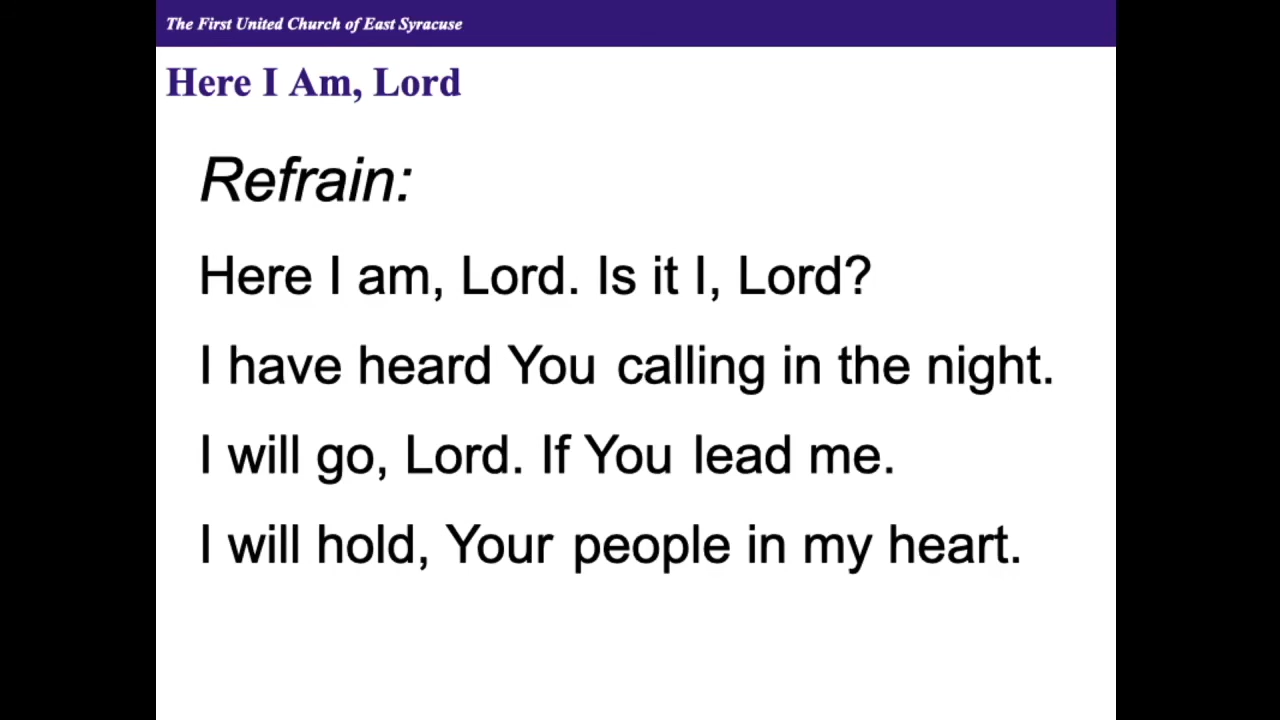 The First United Church of East Syracuse
Here I Am, Lord
Refrain:
Here I am, Lord. Is it I, Lord?
I have heard You calling in the night.
I will go, Lord. If You lead me.
I will hold, Your people in my heart.